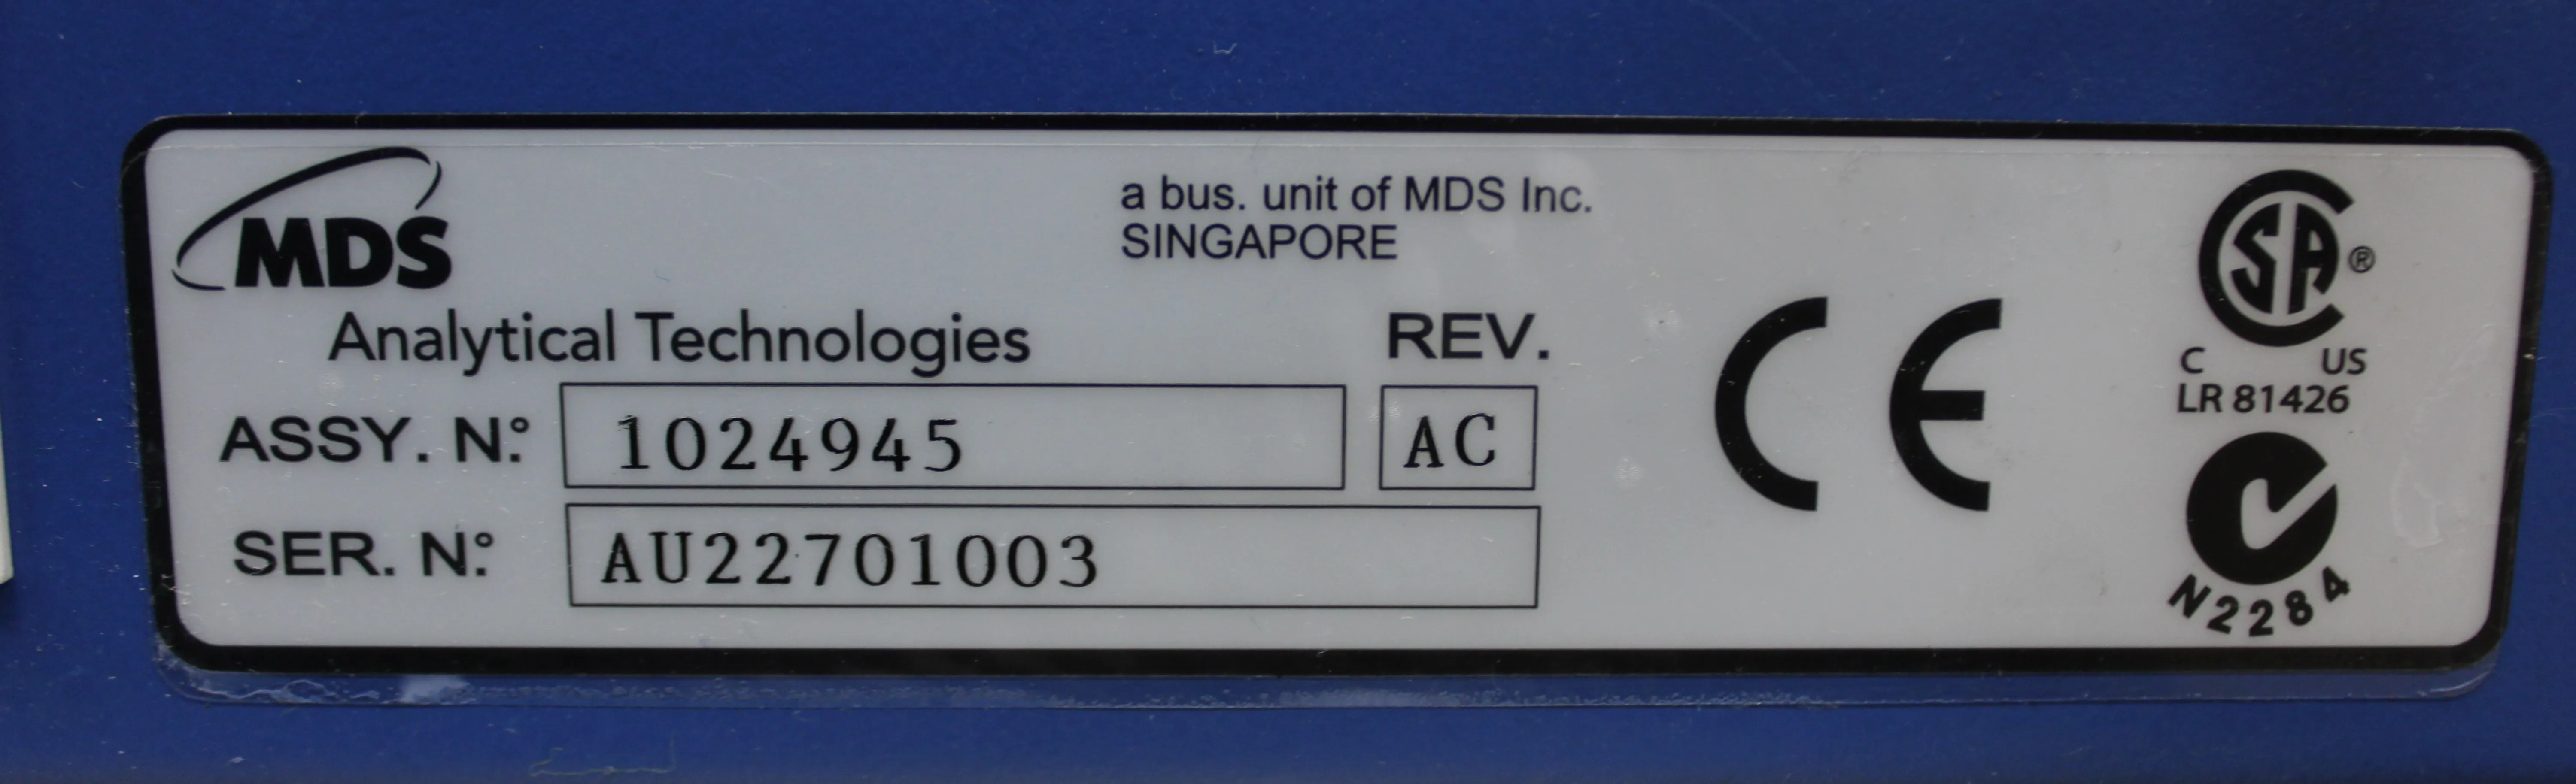 MDS
Analytical Technologies
a bus. unit of MDS Inc.
SINGAPORE
REV.
ASSY. N.° 1024945 AC
SER. N.° AU22701003
CE
SA ®
C US
LR 81426
N2284